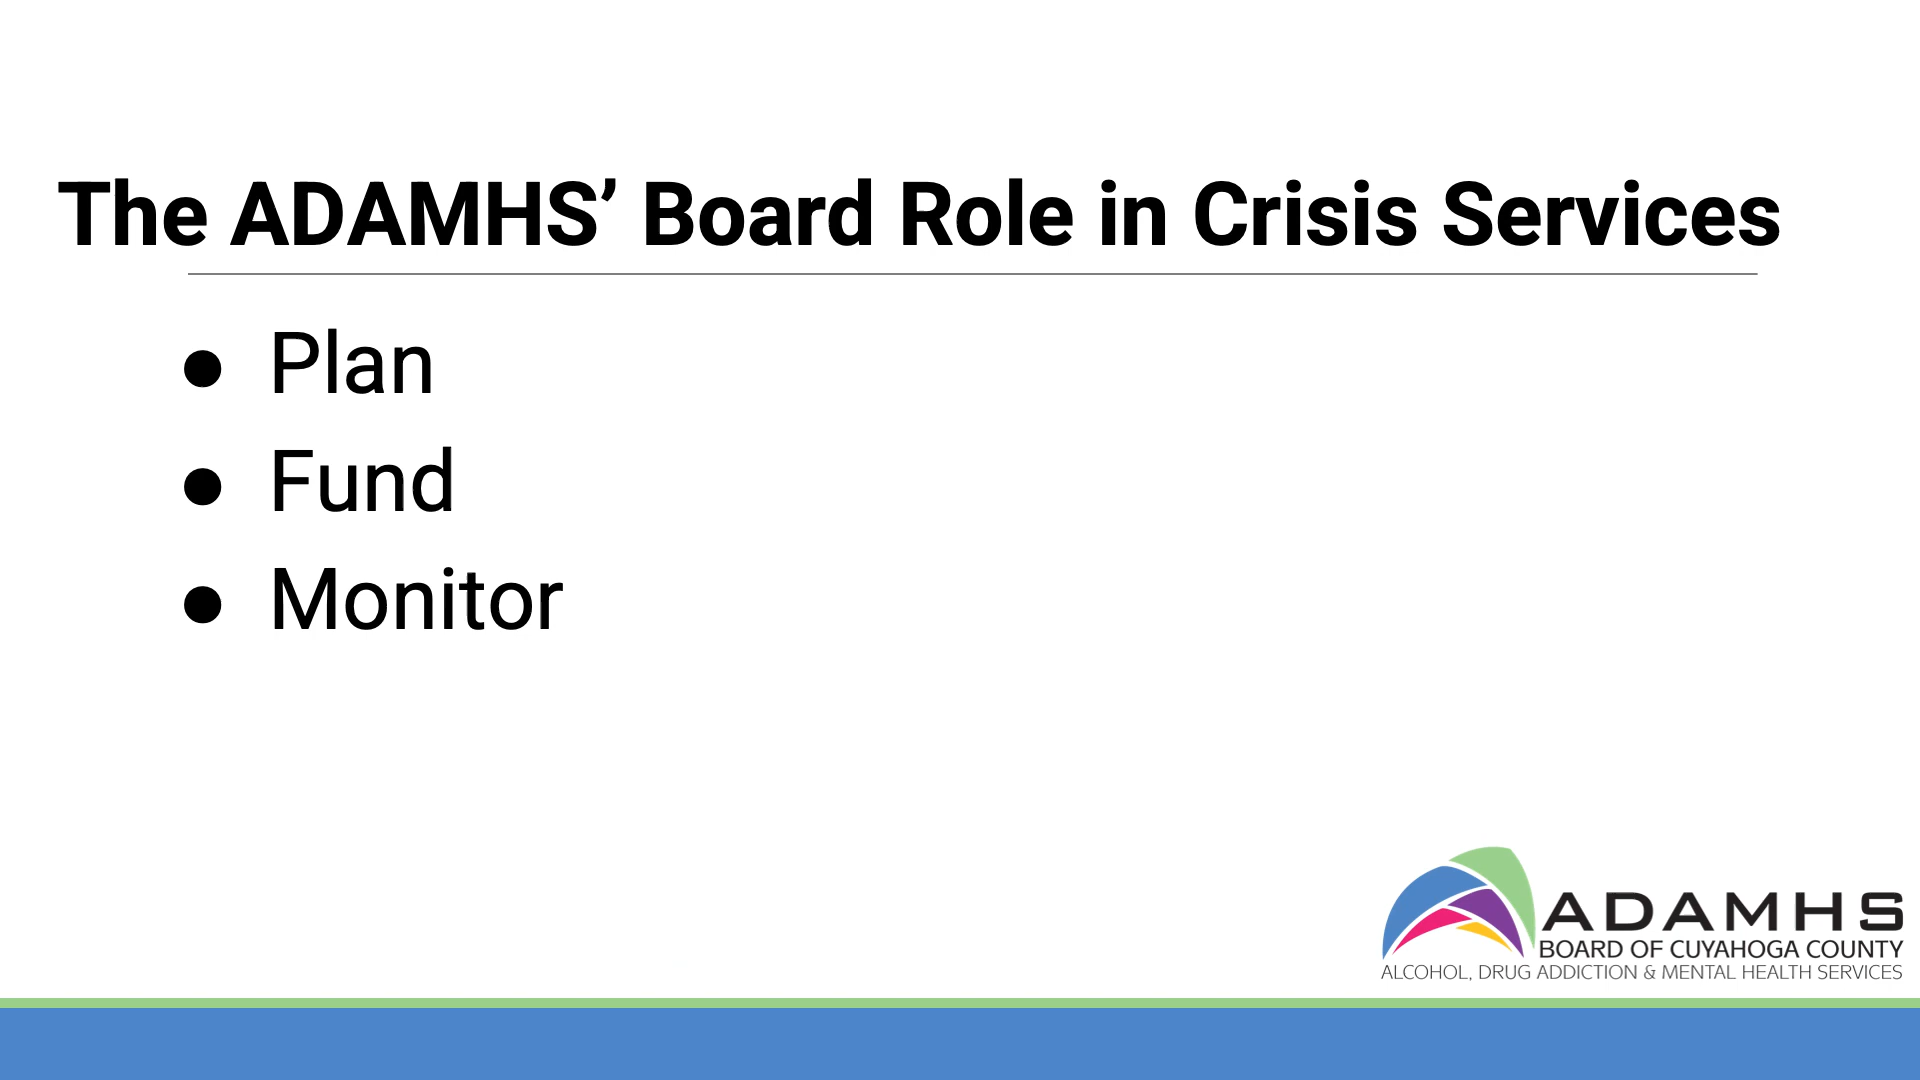 The ADAMHS’ Board Role in Crisis Services
● Plan
● Fund
● Monitor
ADAMHS
BOARD OF CUYAHOGA COUNTY
ALCOHOL, DRUG ADDICTION & MENTAL HEALTH SERVICES